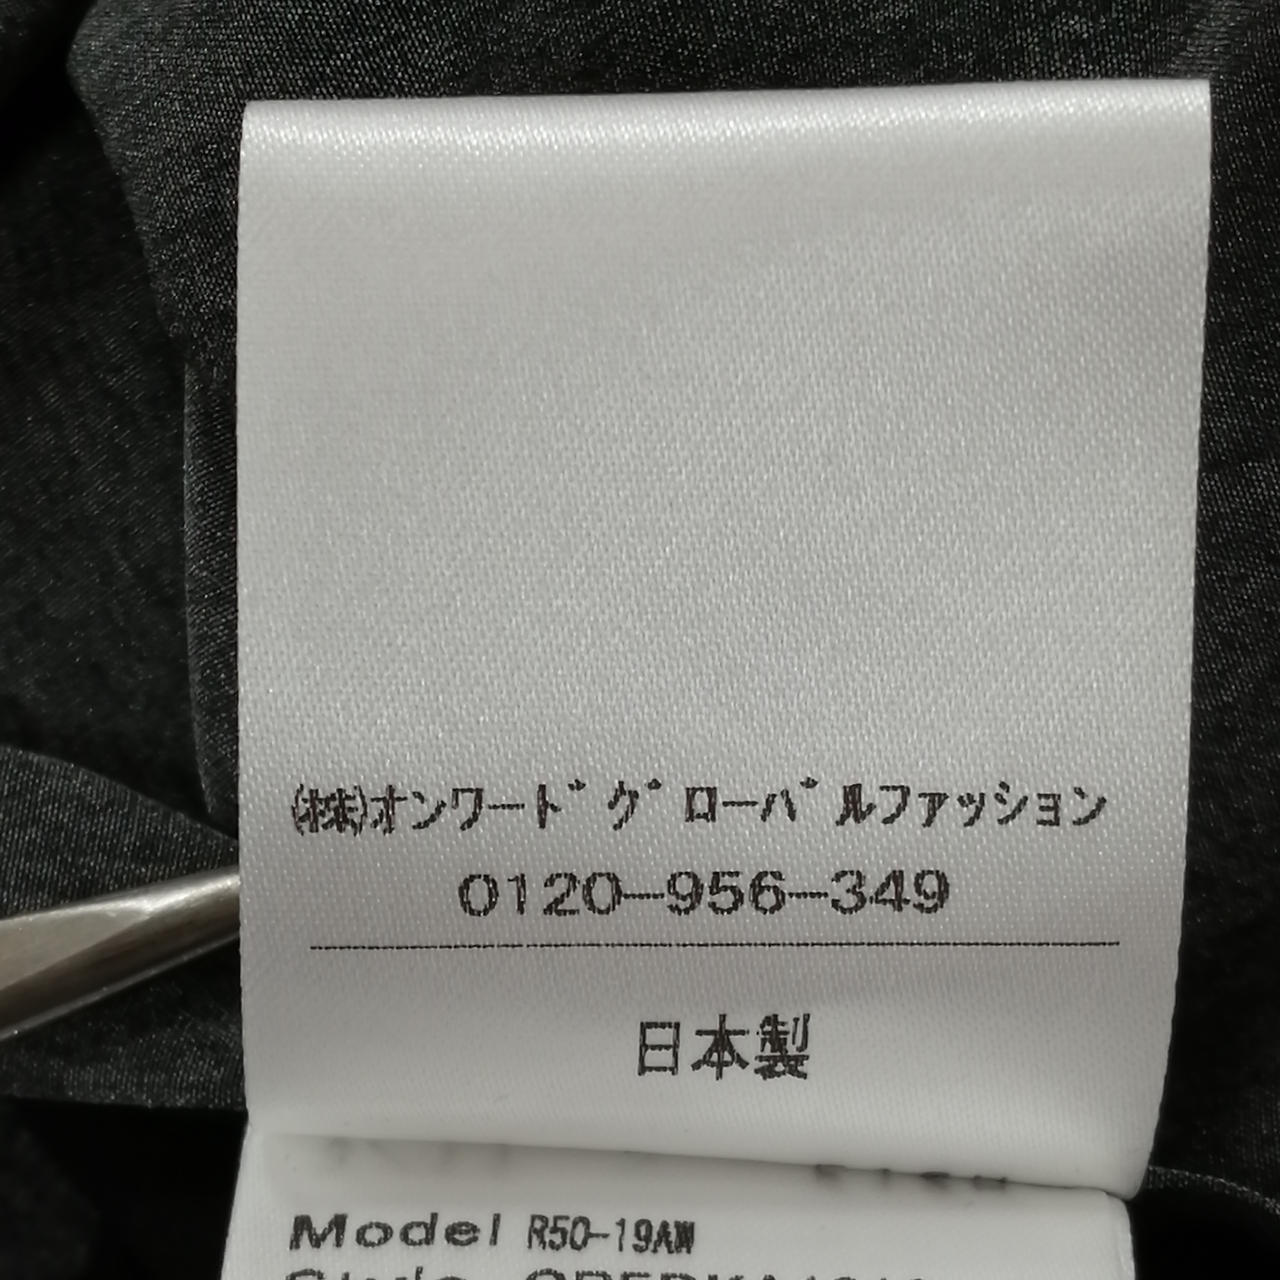 ㈱オンワードグローバルファッション
0120-956-349
日本製
Model R50-19AW